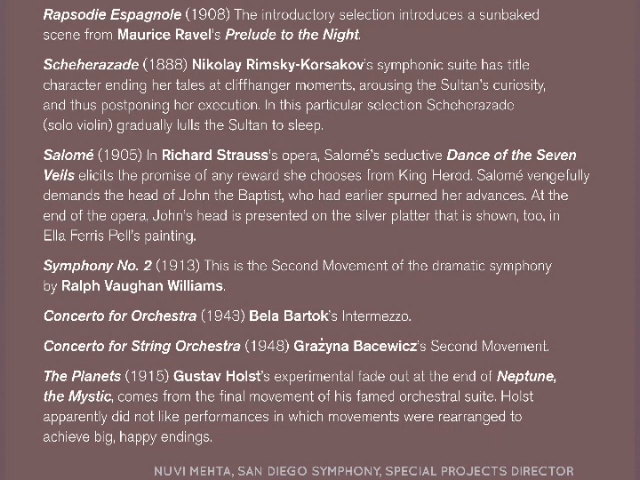 Rapsodie Espagnole (1908) The introductory selection introduces a sunbaked
scene from Maurice Ravel's Prelude to the Night.
Scheherazade (1888) Nikolay Rimsky-Korsakov's symphonic suite has title
character ending her tales at cliffhanger moments, arousing the Sultan's curiosity,
and thus postponing her execution. In this particular selection Scheherazade
(solo violin) gradually lulls the Sultan to sleep.
Salomé (1905) In Richard Strauss's opera, Salomé's seductive Dance of the Seven
Veils elicits the promise of any reward she chooses from King Herod. Salomé vengefully
demands the head of John the Baptist, who had earlier spurned her advances. At the
end of the opera, John's head is presented on the silver platter that is shown, too, in
Ella Ferris Pell's painting.
Symphony No. 2 (1913) This is the Second Movement of the dramatic symphony
by Ralph Vaughan Williams.
Concerto for Orchestra (1943) Bela Bartok's Intermezzo.
Concerto for String Orchestra (1948) Grażyna Bacewicz's Second Movement.
The Planets (1915) Gustav Holst's experimental fade out at the end of Neptune,
the Mystic, comes from the final movement of his famed orchestral suite. Holst
apparently did not like performances in which movements were rearranged to
achieve big, happy endings.
NUVI MEHTA, SAN DIEGO SYMPHONY, SPECIAL PROJECTS DIRECTOR